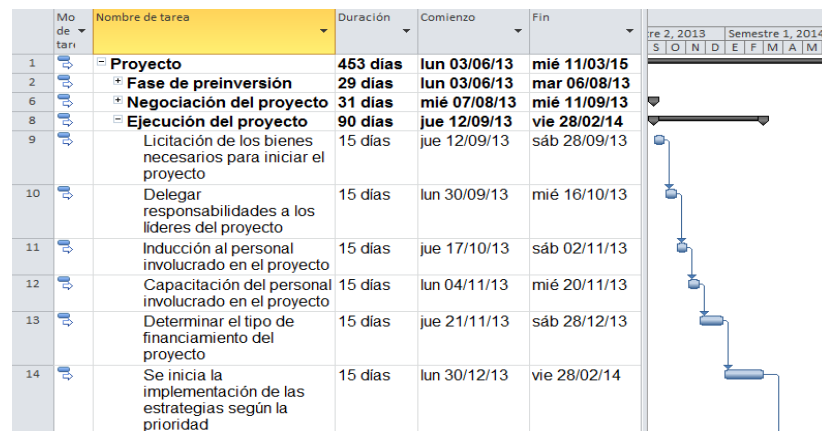 Mo de tare
Nombre de tarea
Duración
Comienzo
Fin
tre 2, 2013
Semestre 1, 2014
S O N D E F M A M
1 Proyecto 453 días lun 03/06/13 mié 11/03/15
2 Fase de preinversión 29 días lun 03/06/13 mar 06/08/13
6 Negociación del proyecto 31 días mié 07/08/13 mié 11/09/13
8 Ejecución del proyecto 90 días jue 12/09/13 vie 28/02/14
9 Licitación de los bienes 15 días jue 12/09/13 sáb 28/09/13
necesarios para iniciar el
proyecto
10 Delegar 15 días lun 30/09/13 mié 16/10/13
responsabilidades a los
líderes del proyecto
11 Inducción al personal 15 días jue 17/10/13 sáb 02/11/13
involucrado en el proyecto
12 Capacitación del personal 15 días lun 04/11/13 mié 20/11/13
involucrado en el proyecto
13 Determinar el tipo de 15 días jue 21/11/13 sáb 28/12/13
financiamiento del
proyecto
14 Se inicia la 15 días lun 30/12/13 vie 28/02/14
implementación de las
estrategias según la
prioridad